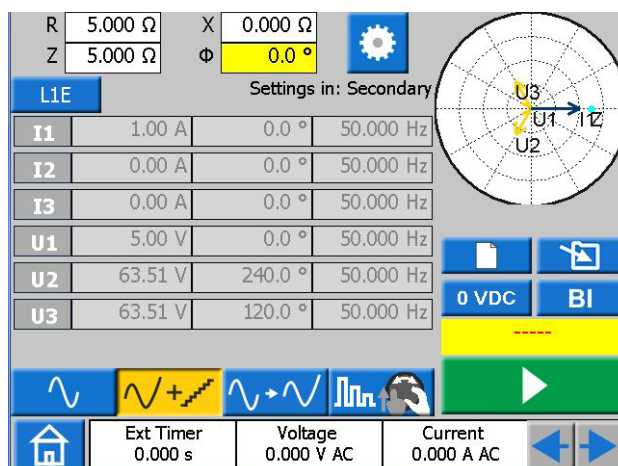 R 5.000 Ω X 0.000 Ω
Z 5.000 Ω Φ 0.0 °
L1E Settings in: Secondary
I1 1.00 A 0.0 ° 50.000 Hz
I2 0.00 A 0.0 ° 50.000 Hz
I3 0.00 A 0.0 ° 50.000 Hz
U1 5.00 V 0.0 ° 50.000 Hz
U2 63.51 V 240.0 ° 50.000 Hz
U3 63.51 V 120.0 ° 50.000 Hz
U3
U1 I1 Z
U2
0 VDC BI
-----
Ext Timer Voltage Current
0.000 s 0.000 V AC 0.000 A AC